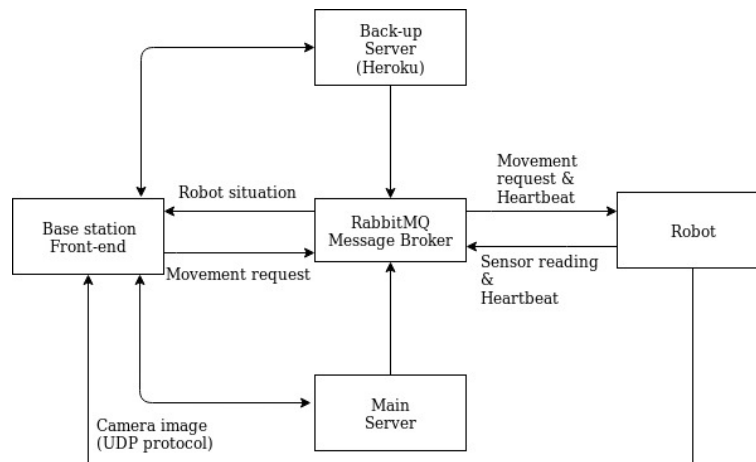 Back-up
Server
(Heroku)
Movement
request &
Heartbeat
Robot situation
Base station
Front-end
RabbitMQ
Message Broker
Robot
Movement request
Sensor reading
&
Heartbeat
Main
Server
Camera image
(UDP protocol)